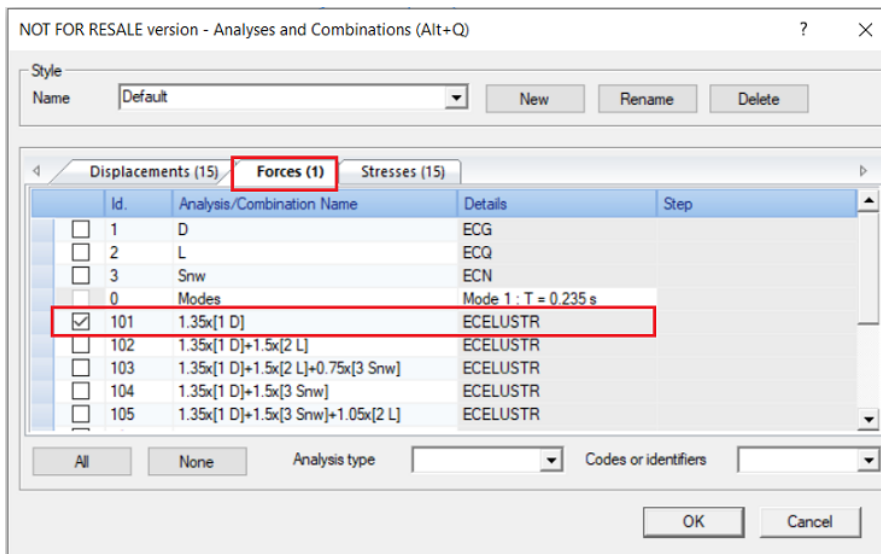 NOT FOR RESALE version - Analyses and Combinations (Alt+Q) ?
Style
Name Default New Rename Delete
Displacements (15) Forces (1) Stresses (15)
Id. Analysis/Combination Name Details Step
1 D ECG
2 L ECQ
3 Snw ECN
0 Modes Mode 1 : T = 0.235 s
101 1.35x[1 D] ECELUSTR
102 1.35x[1 D]+1.5x[2 L] ECELUSTR
103 1.35x[1 D]+1.5x[2 L]+0.75x[3 Snw] ECELUSTR
104 1.35x[1 D]+1.5x[3 Snw] ECELUSTR
105 1.35x[1 D]+1.5x[3 Snw]+1.05x[2 L] ECELUSTR
All None Analysis type Codes or identifiers
OK Cancel